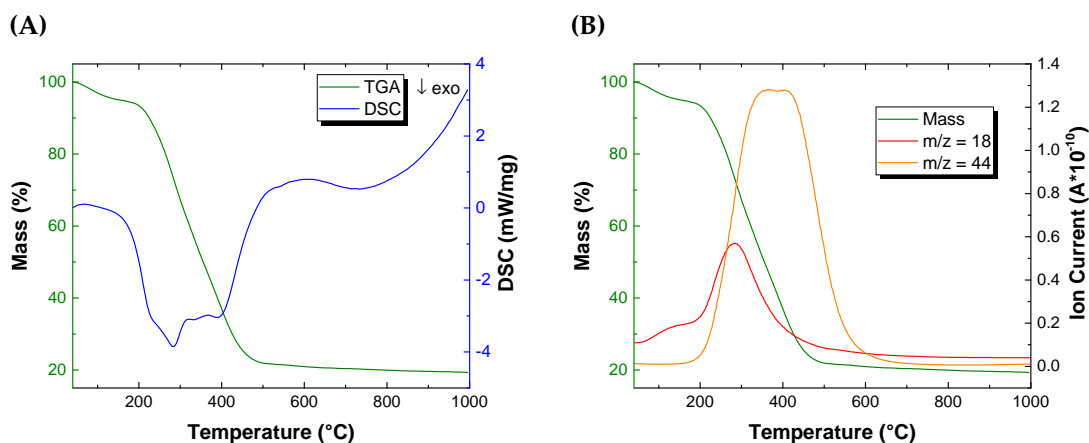 (A)
100
80
60
40
20
Mass (%)
200
400
600
800
1000
Temperature (°C)
4
2
0
-2
-4
DSC (mW/mg)
TGA ↓ exo
DSC
(B)
100
80
60
40
20
Mass (%)
200
400
600
800
1000
Temperature (°C)
1.4
1.2
1.0
0.8
0.6
0.4
0.2
0.0
Ion Current (A*10⁻¹⁰)
Mass
m/z = 18
m/z = 44